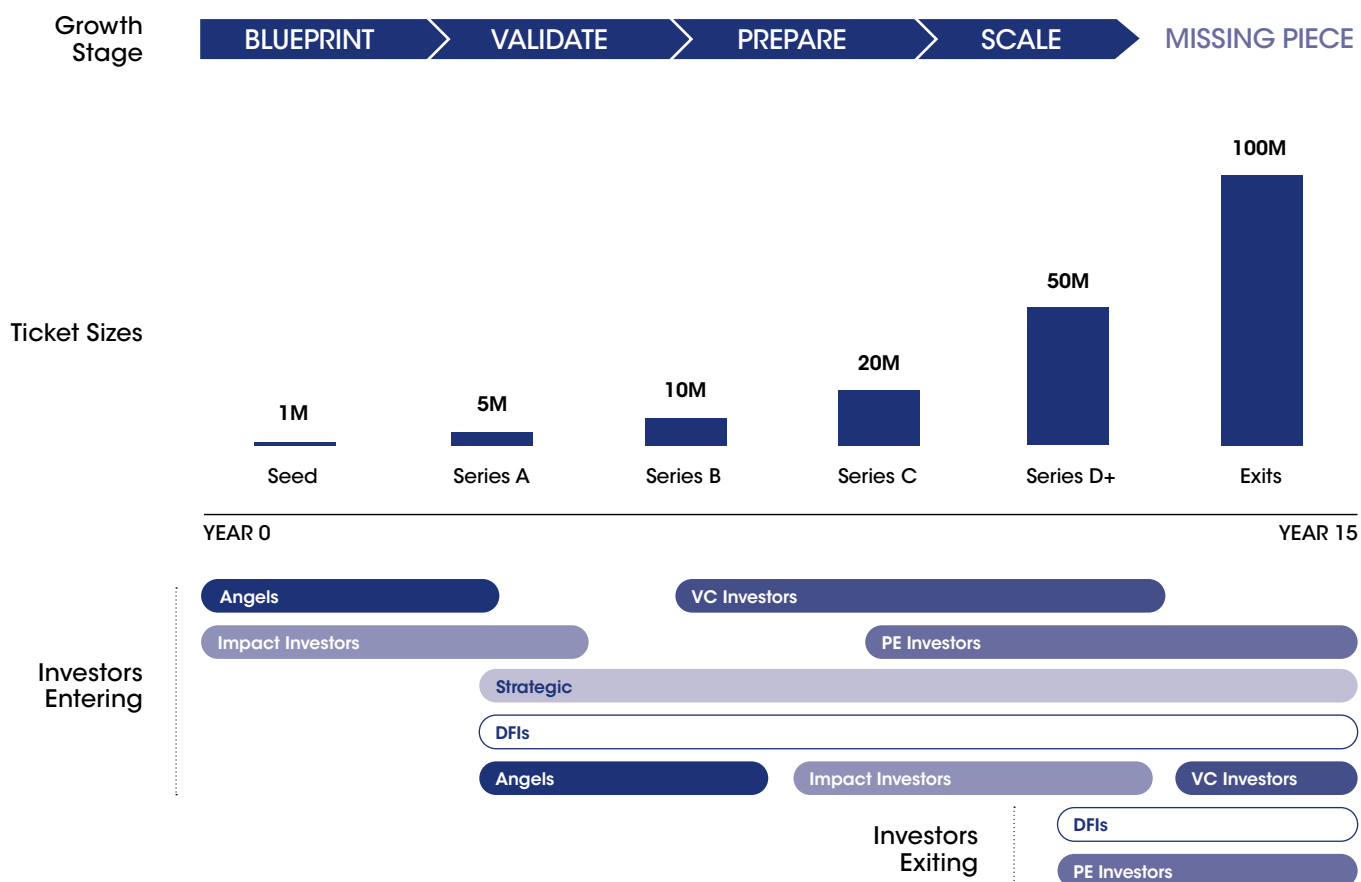 Growth
Stage
BLUEPRINT
VALIDATE
PREPARE
SCALE
MISSING PIECE
Ticket Sizes
1M
5M
10M
20M
50M
100M
Seed
Series A
Series B
Series C
Series D+
Exits
YEAR 0
YEAR 15
Investors
Entering
Angels
VC Investors
Impact Investors
PE Investors
Strategic
DFIs
Angels
Impact Investors
VC Investors
Investors
Exiting
DFIs
PE Investors